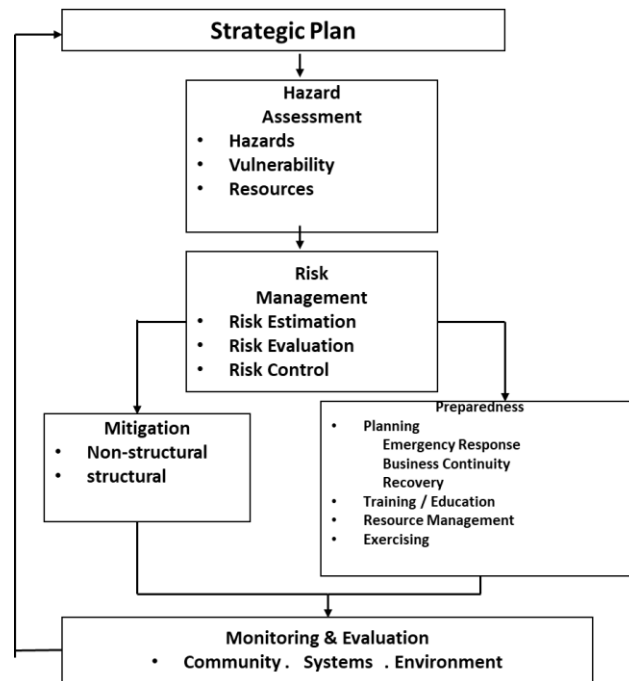 Strategic Plan
Hazard
Assessment
• Hazards
• Vulnerability
• Resources
Risk
Management
• Risk Estimation
• Risk Evaluation
• Risk Control
Mitigation
• Non-structural
• structural
Preparedness
• Planning
Emergency Response
Business Continuity
Recovery
• Training / Education
• Resource Management
• Exercising
Monitoring & Evaluation
• Community . Systems . Environment